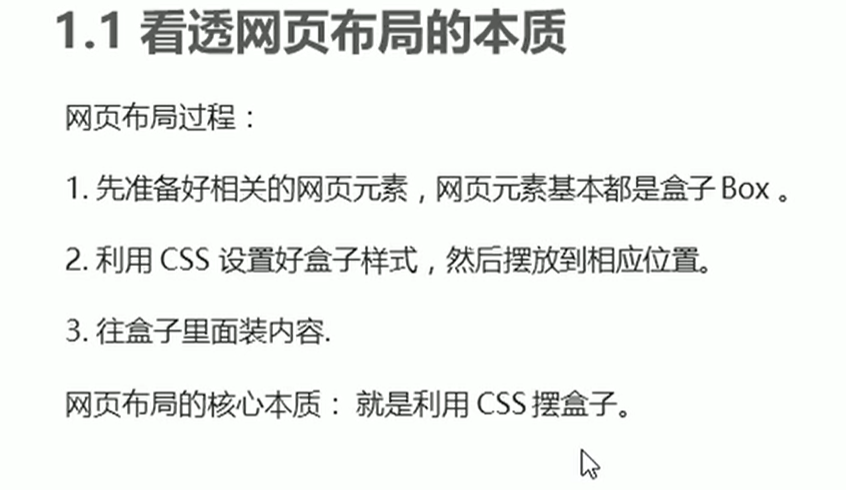 1.1 看透网页布局的本质
网页布局过程：
1. 先准备好相关的网页元素，网页元素基本都是盒子 Box 。
2. 利用 CSS 设置好盒子样式，然后摆放到相应位置。
3. 往盒子里面装内容.
网页布局的核心本质： 就是利用 CSS 摆盒子。